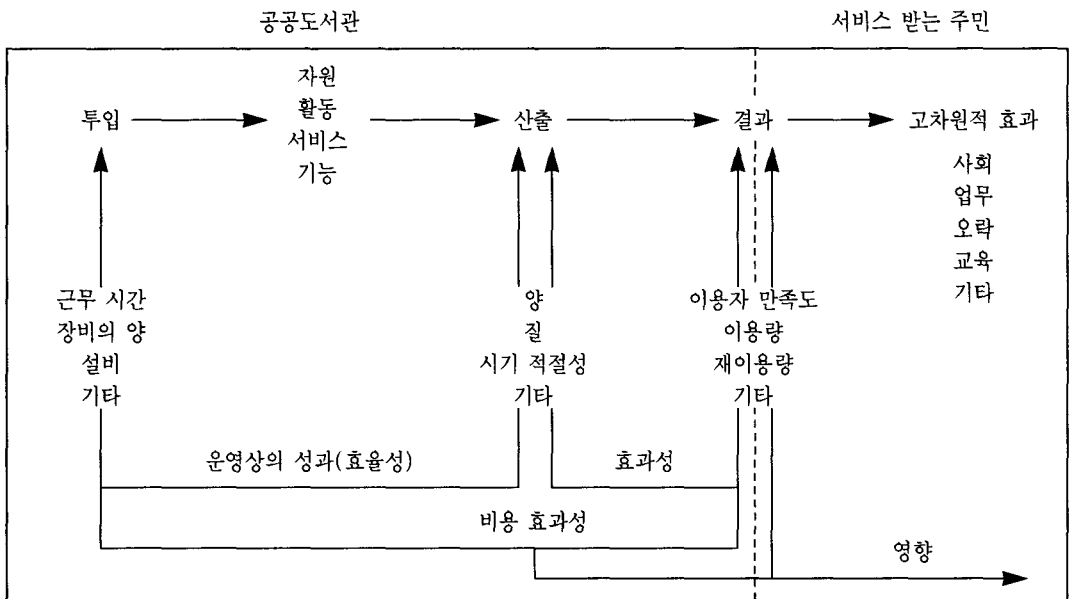 공공도서관
서비스 받는 주민
투입
자원
활동
서비스
기능
산출
결과
고차원적 효과
사회
업무
오락
교육
기타
근무 시간
장비의 양
설비
기타
양
질
시기 적절성
기타
이용자 만족도
이용량
재이용량
기타
운영상의 성과(효율성)
효과성
비용 효과성
영향